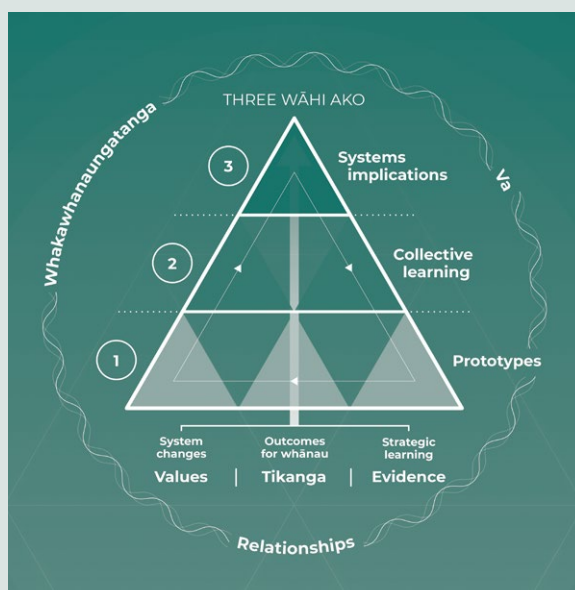 THREE WĀHI AKO
Whakawhanaungatanga
Va
3
Systems
implications
2
Collective
learning
1
Prototypes
System
changes
Outcomes
for whānau
Strategic
learning
Values | Tikanga | Evidence
Relationships